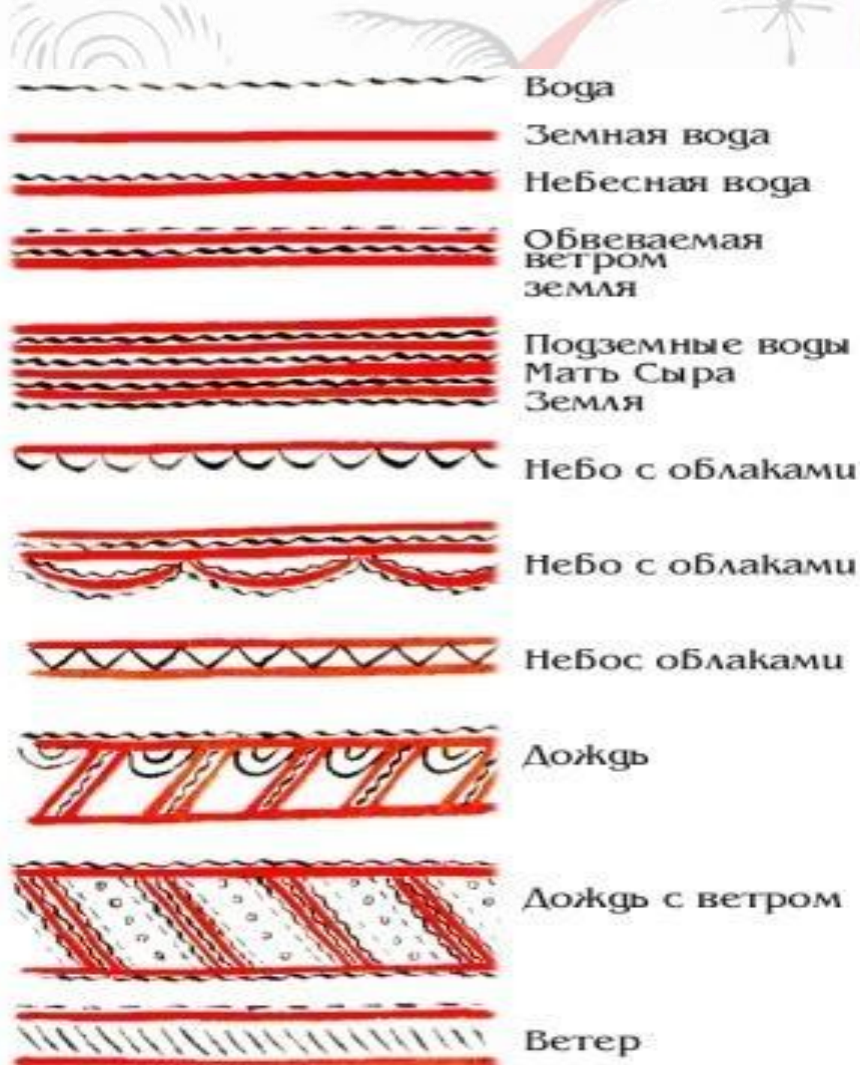 Вода
Земная вода
Небесная вода
Обвеваемая
ветром
земля
Подземные воды
Мать Сыра
Земля
Небо с облаками
Небо с облаками
Небос облаками
Дождь
Дождь с ветром
Ветер